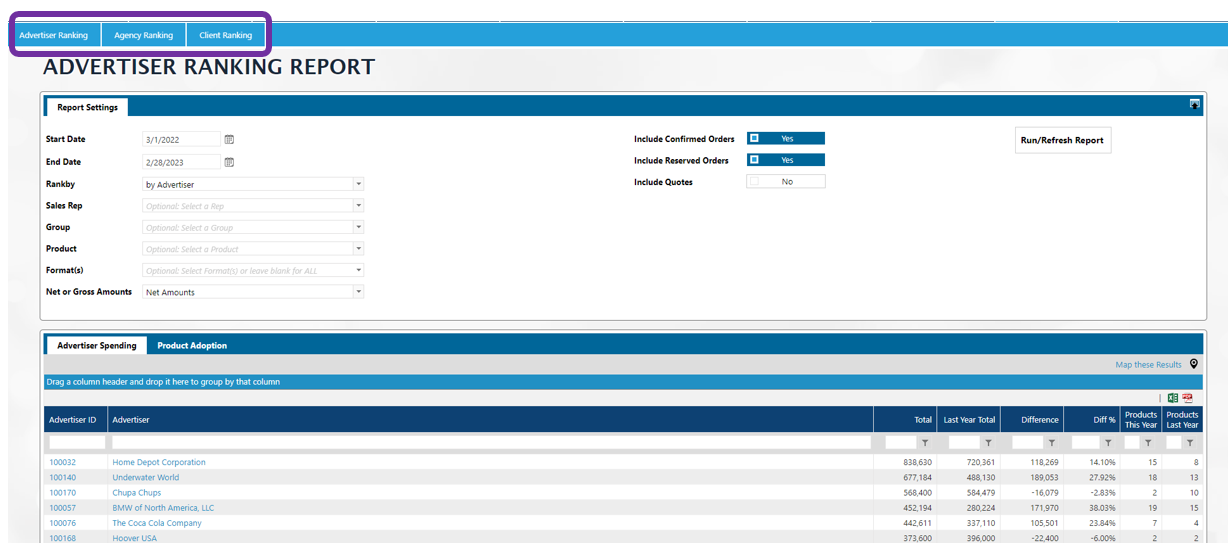 Advertiser Ranking Agency Ranking Client Ranking
ADVERTISER RANKING REPORT
Report Settings
Start Date 3/1/2022 Include Confirmed Orders Yes Run/Refresh Report
End Date 2/28/2023 Include Reserved Orders Yes
Rankby by Advertiser Include Quotes No
Sales Rep Optional: Select a Rep
Group Optional: Select a Group
Product Optional: Select a Product
Format(s) Optional: Select Format(s) or leave blank for ALL
Net or Gross Amounts Net Amounts
Advertiser Spending Product Adoption
Map these Results
Drag a column header and drop it here to group by that column
Advertiser ID Advertiser Total Last Year Total Difference Diff % Products This Year Products Last Year
100032 Home Depot Corporation 838,630 720,361 118,269 14.10% 15 8
100140 Underwater World 677,184 488,130 189,053 27.92% 18 13
100170 Chupa Chups 568,400 584,479 -16,079 -2.83% 2 10
100057 BMW of North America, LLC 452,194 280,224 171,970 38.03% 19 15
100076 The Coca Cola Company 442,611 337,110 105,501 23.84% 7 4
100168 Hoover USA 373,600 396,000 -22,400 -6.00% 2 2